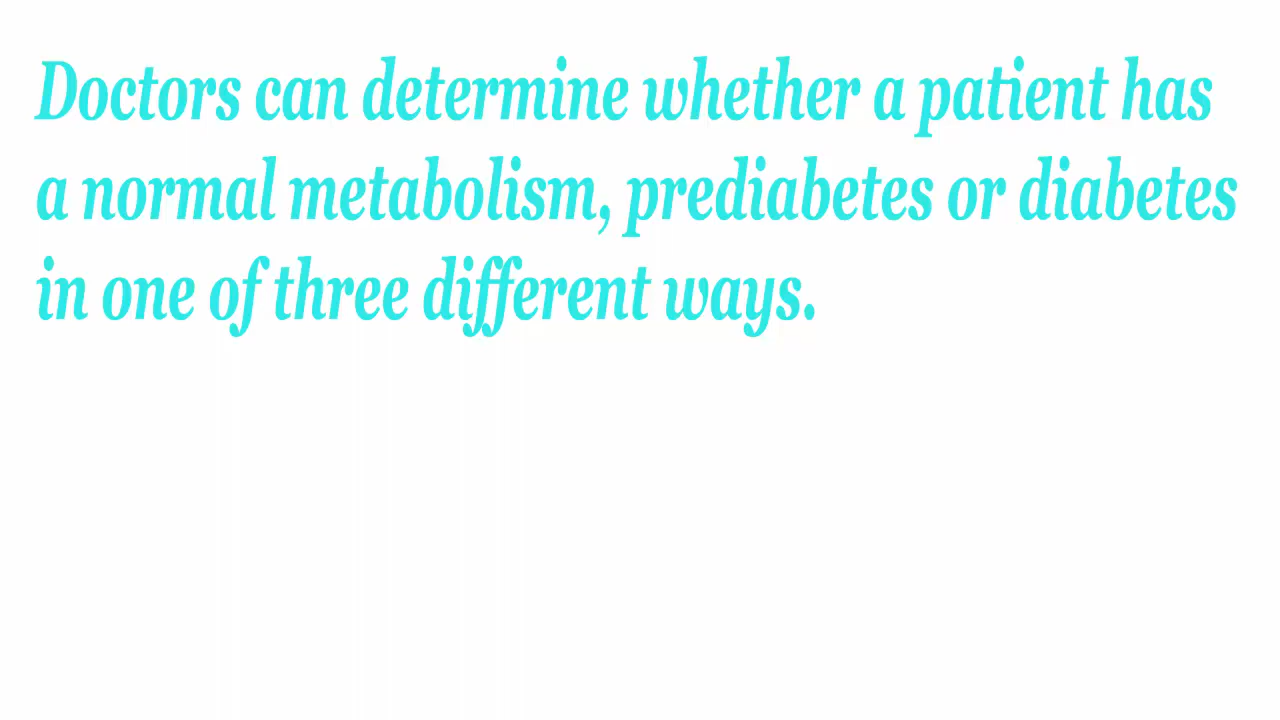 Doctors can determine whether a patient has
a normal metabolism, prediabetes or diabetes
in one of three different ways.